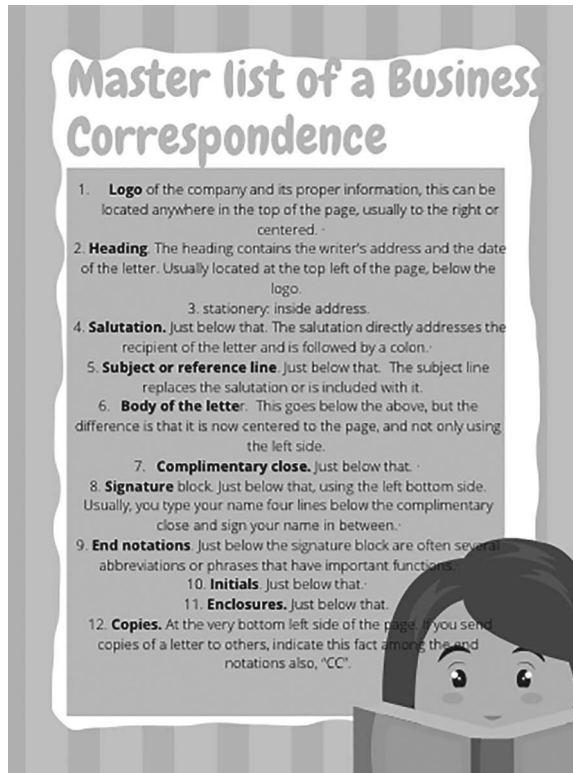 Master list of a Business
Correspondence
1. Logo of the company and its proper information, this can be
located anywhere in the top of the page, usually to the right or
centered. ·
2. Heading. The heading contains the writer's address and the date
of the letter. Usually located at the top left of the page, below the
logo.
3. stationery: inside address.
4. Salutation. Just below that. The salutation directly addresses the
recipient of the letter and is followed by a colon.·
5. Subject or reference line. Just below that. The subject line
replaces the salutation or is included with it.
6. Body of the letter. This goes below the above, but the
difference is that it is now centered to the page, and not only using
the left side.
7. Complimentary close. Just below that. ·
8. Signature block. Just below that, using the left bottom side.
Usually, you type your name four lines below the complimentary
close and sign your name in between.·
9. End notations. Just below the signature block are often several
abbreviations or phrases that have important functions.·
10. Initials. Just below that.·
11. Enclosures. Just below that.
12. Copies. At the very bottom left side of the page. If you send
copies of a letter to others, indicate this fact among the end
notations also, "CC".